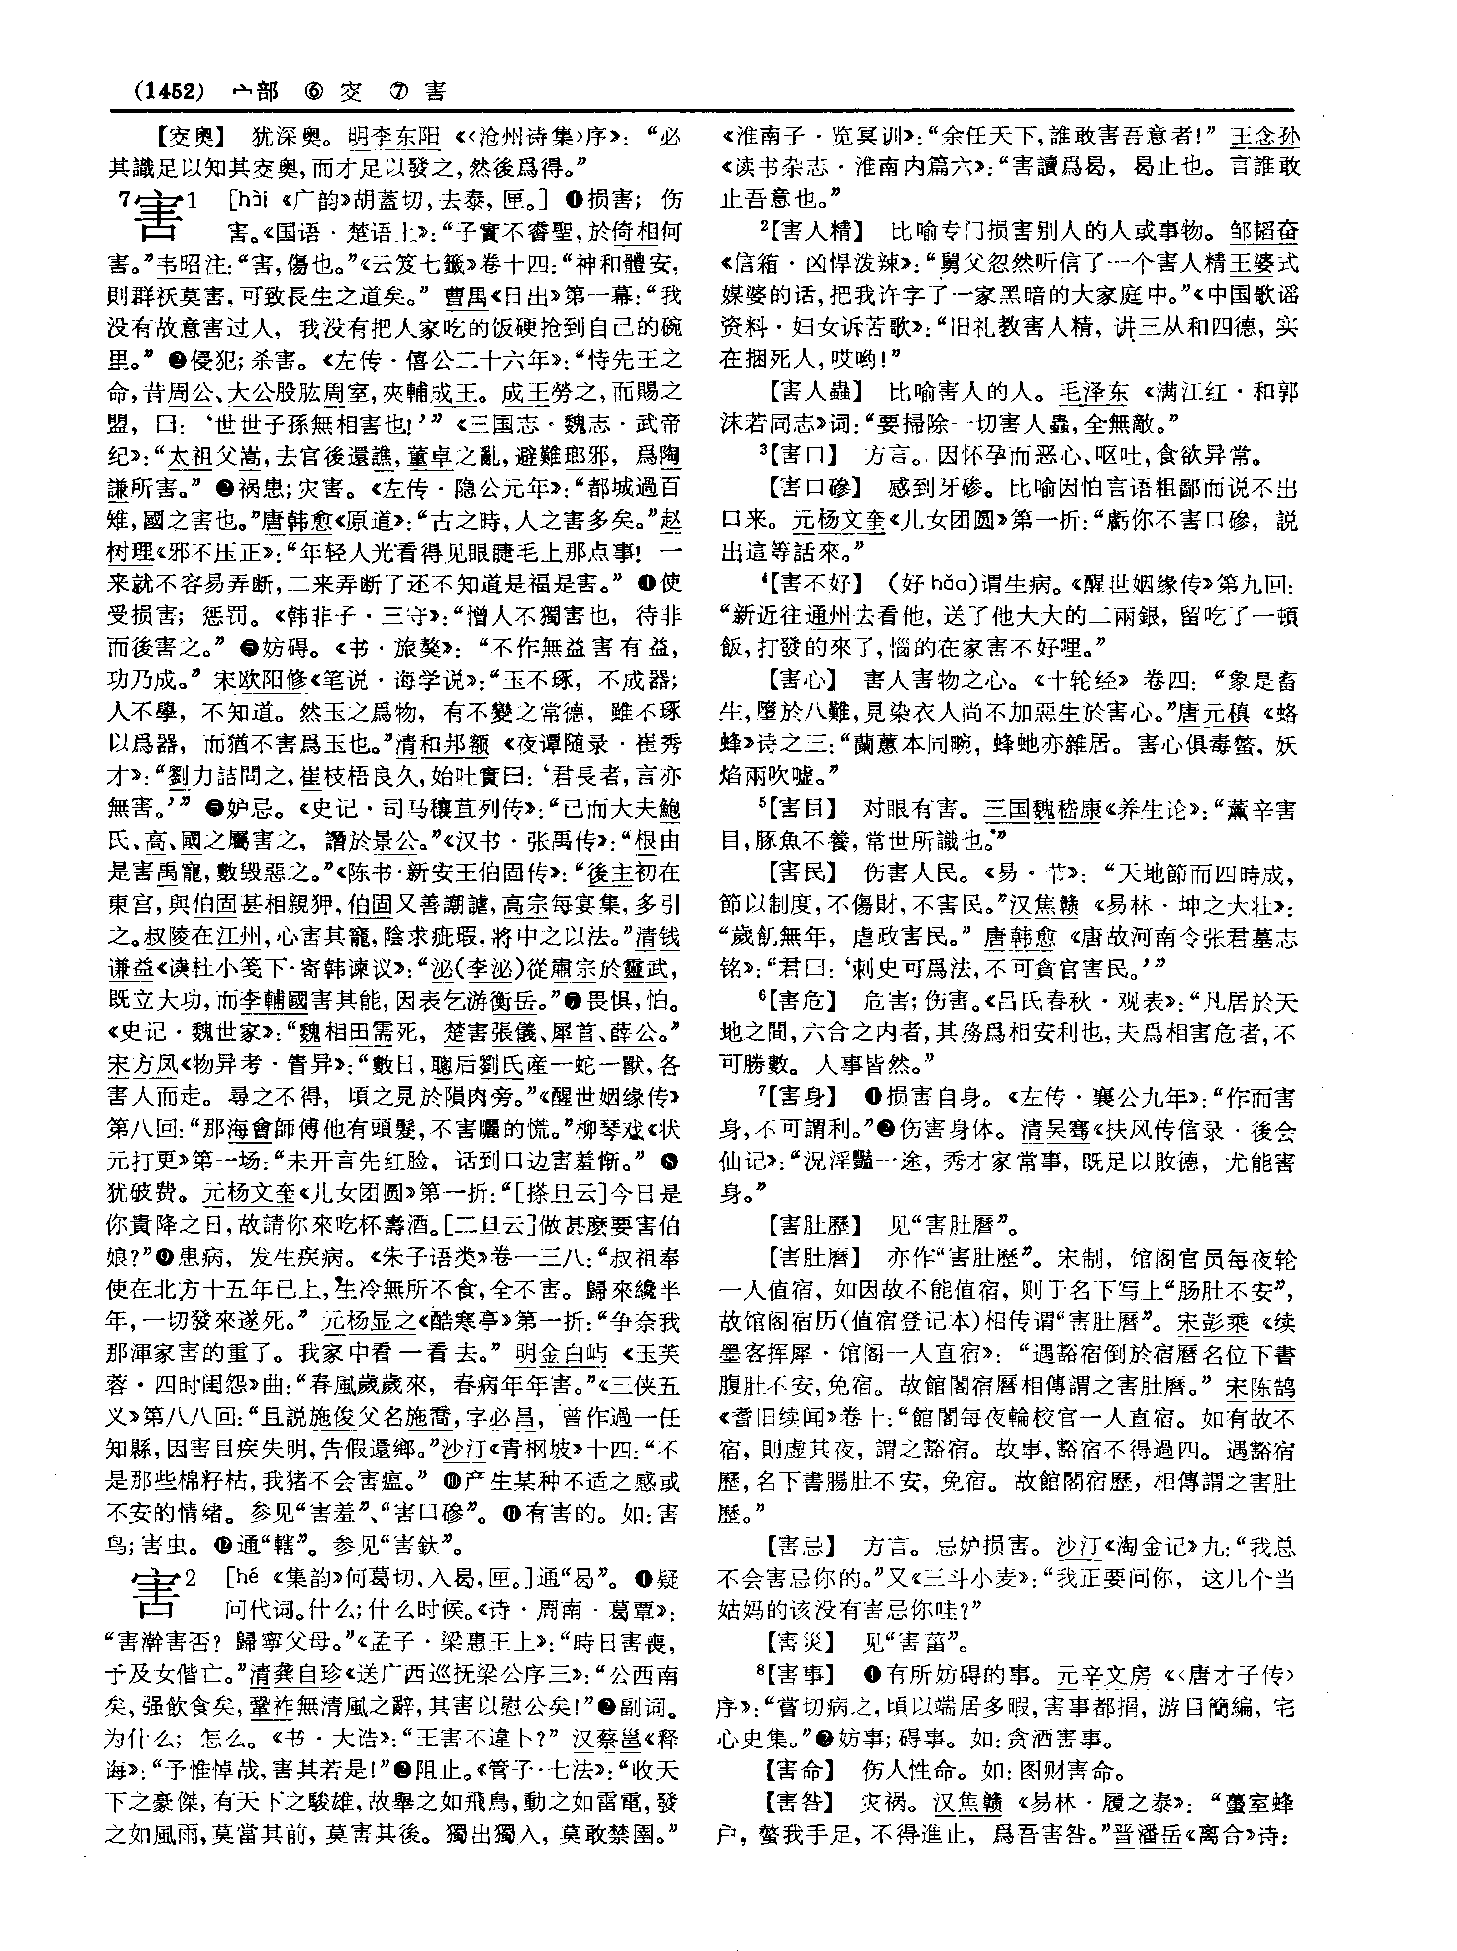 (1452) 宀部 ⑥ 㝔 ⑦ 害
【㝔奥】 犹深奥。明李东阳《〈沧州诗集〉序》：“必
其識足以知其㝔奥，而才足以發之，然後爲得。”
7害1 [hài《广韵》胡蓋切，去泰，匣。] ❶损害；伤
害。《国语·楚语上》：“子實不睿聖，於倚相何
害。”韦昭注：“害，傷也。”《云笈七籤》卷十四：“神和體安，
則群祆莫害，可致長生之道矣。” 曹禺《日出》第一幕：“我
没有故意害过人，我没有把人家吃的饭硬抢到自己的碗
里。” ❷侵犯；杀害。《左传·僖公二十六年》：“恃先王之
命，昔周公、大公股肱周室，夾輔成王。成王勞之，而賜之
盟，曰：‘世世子孫無相害也！’”《三国志·魏志·武帝
纪》：“太祖父嵩，去官後還譙，董卓之亂，避難琅邪，爲陶
謙所害。” ❸祸患；灾害。《左传·隐公元年》：“都城過百
雉，國之害也。”唐韩愈《原道》：“古之時，人之害多矣。”赵
树理《邪不压正》：“年轻人光看得见眼睫毛上那点事！一
来就不容易弄断，二来弄断了还不知道是福是害。” ❹使
受损害；惩罚。《韩非子·三守》：“憎人不獨害也，待非
而後害之。” ❺妨碍。《书·旅獒》：“不作無益害有益，
功乃成。” 宋欧阳修《笔说·诲学说》：“玉不琢，不成器；
人不學，不知道。然玉之爲物，有不變之常德，雖不琢
以爲器，而猶不害爲玉也。”清和邦额《夜谭随录·崔秀
才》：“劉力詰問之，崔枝梧良久，始吐實曰：‘君長者，言亦
無害。’” ❻妒忌。《史记·司马穰苴列传》：“已而大夫鮑
氏、高、國之屬害之，譖於景公。”《汉书·张禹传》：“根由
是害禹寵，數毁惡之。”《陈书·新安王伯固传》：“後主初在
東宫，與伯固甚相親狎，伯固又善謿謔，高宗每宴集，多引
之。叔陵在江州，心害其寵，陰求疵瑕，將中之以法。”清钱
谦益《读杜小笺下·寄韩谏议》：“泌(李泌)從肅宗於靈武，
既立大功，而李輔國害其能，因表乞游衡岳。”❼畏惧，怕。
《史记·魏世家》：“魏相田需死，楚害張儀、犀首、薛公。”
宋方凤《物异考·眚异》：“數日，聰后劉氏産一蛇一獸，各
害人而走。尋之不得，頃之見於隕肉旁。”《醒世姻缘传》
第八回：“那海會師傅他有頭髮，不害曬的慌。”柳琴戏《状
元打更》第一场：“未开言先红脸，话到口边害羞惭。” ❽
犹破费。元杨文奎《儿女团圆》第一折：“[搽旦云]今日是
你貴降之日，故請你來吃杯壽酒。[二旦云]做甚麽要害伯
娘？”❾患病，发生疾病。《朱子语类》卷一三八：“叔祖奉
使在北方十五年已上，生冷無所不食，全不害。歸來纔半
年，一切發來遂死。” 元杨显之《酷寒亭》第一折：“争奈我
那渾家害的重了。我家中看一看去。” 明金白屿《玉芙
蓉·四时闺怨》曲：“春風歲歲來，春病年年害。”《三侠五
义》第八八回：“且説施俊父名施喬，字必昌，曾作過一任
知縣，因害目疾失明，告假還鄉。”沙汀《青㭎坡》十四：“不
是那些棉籽枯，我猪不会害瘟。” ❿产生某种不适之感或
不安的情绪。参见“害羞”、“害口磣”。⓫有害的。如：害
鸟；害虫。⓬通“轄”。参见“害釱”。
害2 [hé《集韵》何葛切，入曷，匣。]通“曷”。❶疑
问代词。什么；什么时候。《诗·周南·葛覃》：
“害澣害否？歸寧父母。”《孟子·梁惠王上》：“時日害喪，
予及女偕亡。”清龚自珍《送广西巡抚梁公序三》：“公西南
矣，强飲食矣，鞏祚無清風之辭，其害以慰公矣！”❷副词。
为什么；怎么。《书·大诰》：“王害不違卜？” 汉蔡邕《释
诲》：“予惟悼哉，害其若是！”❸阻止。《管子·七法》：“收天
下之豪傑，有天下之駿雄，故舉之如飛鳥，動之如雷電，發
之如風雨，莫當其前，莫害其後。獨出獨入，莫敢禁圉。”
《淮南子·览冥训》：“余任天下，誰敢害吾意者！” 王念孙
《读书杂志·淮南内篇六》：“害讀爲曷，曷止也。言誰敢
止吾意也。”
2【害人精】 比喻专门损害别人的人或事物。邹韬奋
《信箱·凶悍泼辣》：“舅父忽然听信了一个害人精王婆式
媒婆的话，把我许字了一家黑暗的大家庭中。”《中国歌谣
资料·妇女诉苦歌》：“旧礼教害人精，讲三从和四德，实
在捆死人，哎哟！”
【害人蟲】 比喻害人的人。毛泽东《满江红·和郭
沫若同志》词：“要掃除一切害人蟲，全無敵。”
3【害口】 方言。因怀孕而恶心、呕吐，食欲异常。
【害口磣】 感到牙碜。比喻因怕言语粗鄙而说不出
口来。元杨文奎《儿女团圆》第一折：“虧你不害口磣，説
出這等話來。”
4【害不好】 (好 hǎo)谓生病。《醒世姻缘传》第九回：
“新近往通州去看他，送了他大大的二兩銀，留吃了一頓
飯，打發的來了，惱的在家害不好哩。”
【害心】 害人害物之心。《十轮经》卷四：“象是畜
生，墮於八難，見染衣人尚不加惡生於害心。”唐元稹《蛒
蜂》诗之三：“蘭蕙本同畹，蜂虵亦雜居。害心俱毒螫，妖
焰兩吹嘘。”
5【害目】 对眼有害。三国魏嵇康《养生论》：“薰辛害
目，豚魚不養，常世所識也。”
【害民】 伤害人民。《易·节》：“天地節而四時成，
節以制度，不傷財，不害民。”汉焦赣《易林·坤之大壮》：
“歲飢無年，虐政害民。” 唐韩愈《唐故河南令张君墓志
铭》：“君曰：‘刺史可爲法，不可貪官害民。’”
6【害危】 危害；伤害。《吕氏春秋·观表》：“凡居於天
地之間，六合之内者，其務爲相安利也，夫爲相害危者，不
可勝數。人事皆然。”
7【害身】 ❶损害自身。《左传·襄公九年》：“作而害
身，不可謂利。”❷伤害身体。清吴骞《扶风传信录·後会
仙记》：“況淫豔一途，秀才家常事，既足以敗德，尤能害
身。”
【害肚歷】 见“害肚曆”。
【害肚曆】 亦作“害肚歷”。宋制，馆阁官员每夜轮
一人值宿，如因故不能值宿，则于名下写上“肠肚不安”，
故馆阁宿历(值宿登记本)相传谓“害肚曆”。宋彭乘《续
墨客挥犀·馆阁一人直宿》：“遇豁宿倒於宿曆名位下書
腹肚不安，免宿。故館閣宿曆相傳謂之害肚曆。” 宋陈鹄
《耆旧续闻》卷十：“館閣每夜輪校官一人直宿。如有故不
宿，則虚其夜，謂之豁宿。故事，豁宿不得過四。遇豁宿
歷，名下書腸肚不安，免宿。故館閣宿歷，相傳謂之害肚
歷。”
【害忌】 方言。忌妒损害。沙汀《淘金记》九：“我总
不会害忌你的。”又《三斗小麦》：“我正要问你，这几个当
姑妈的该没有害忌你哇？”
【害災】 见“害菑”。
8【害事】 ❶有所妨碍的事。元辛文房《〈唐才子传〉
序》：“嘗切病之，頃以端居多暇，害事都捐，游目簡編，宅
心史集。”❷妨事；碍事。如：贪酒害事。
【害命】 伤人性命。如：图财害命。
【害咎】 灾祸。汉焦赣《易林·履之泰》：“蠆室蜂
户，螫我手足，不得進止，爲吾害咎。”晋潘岳《离合》诗：